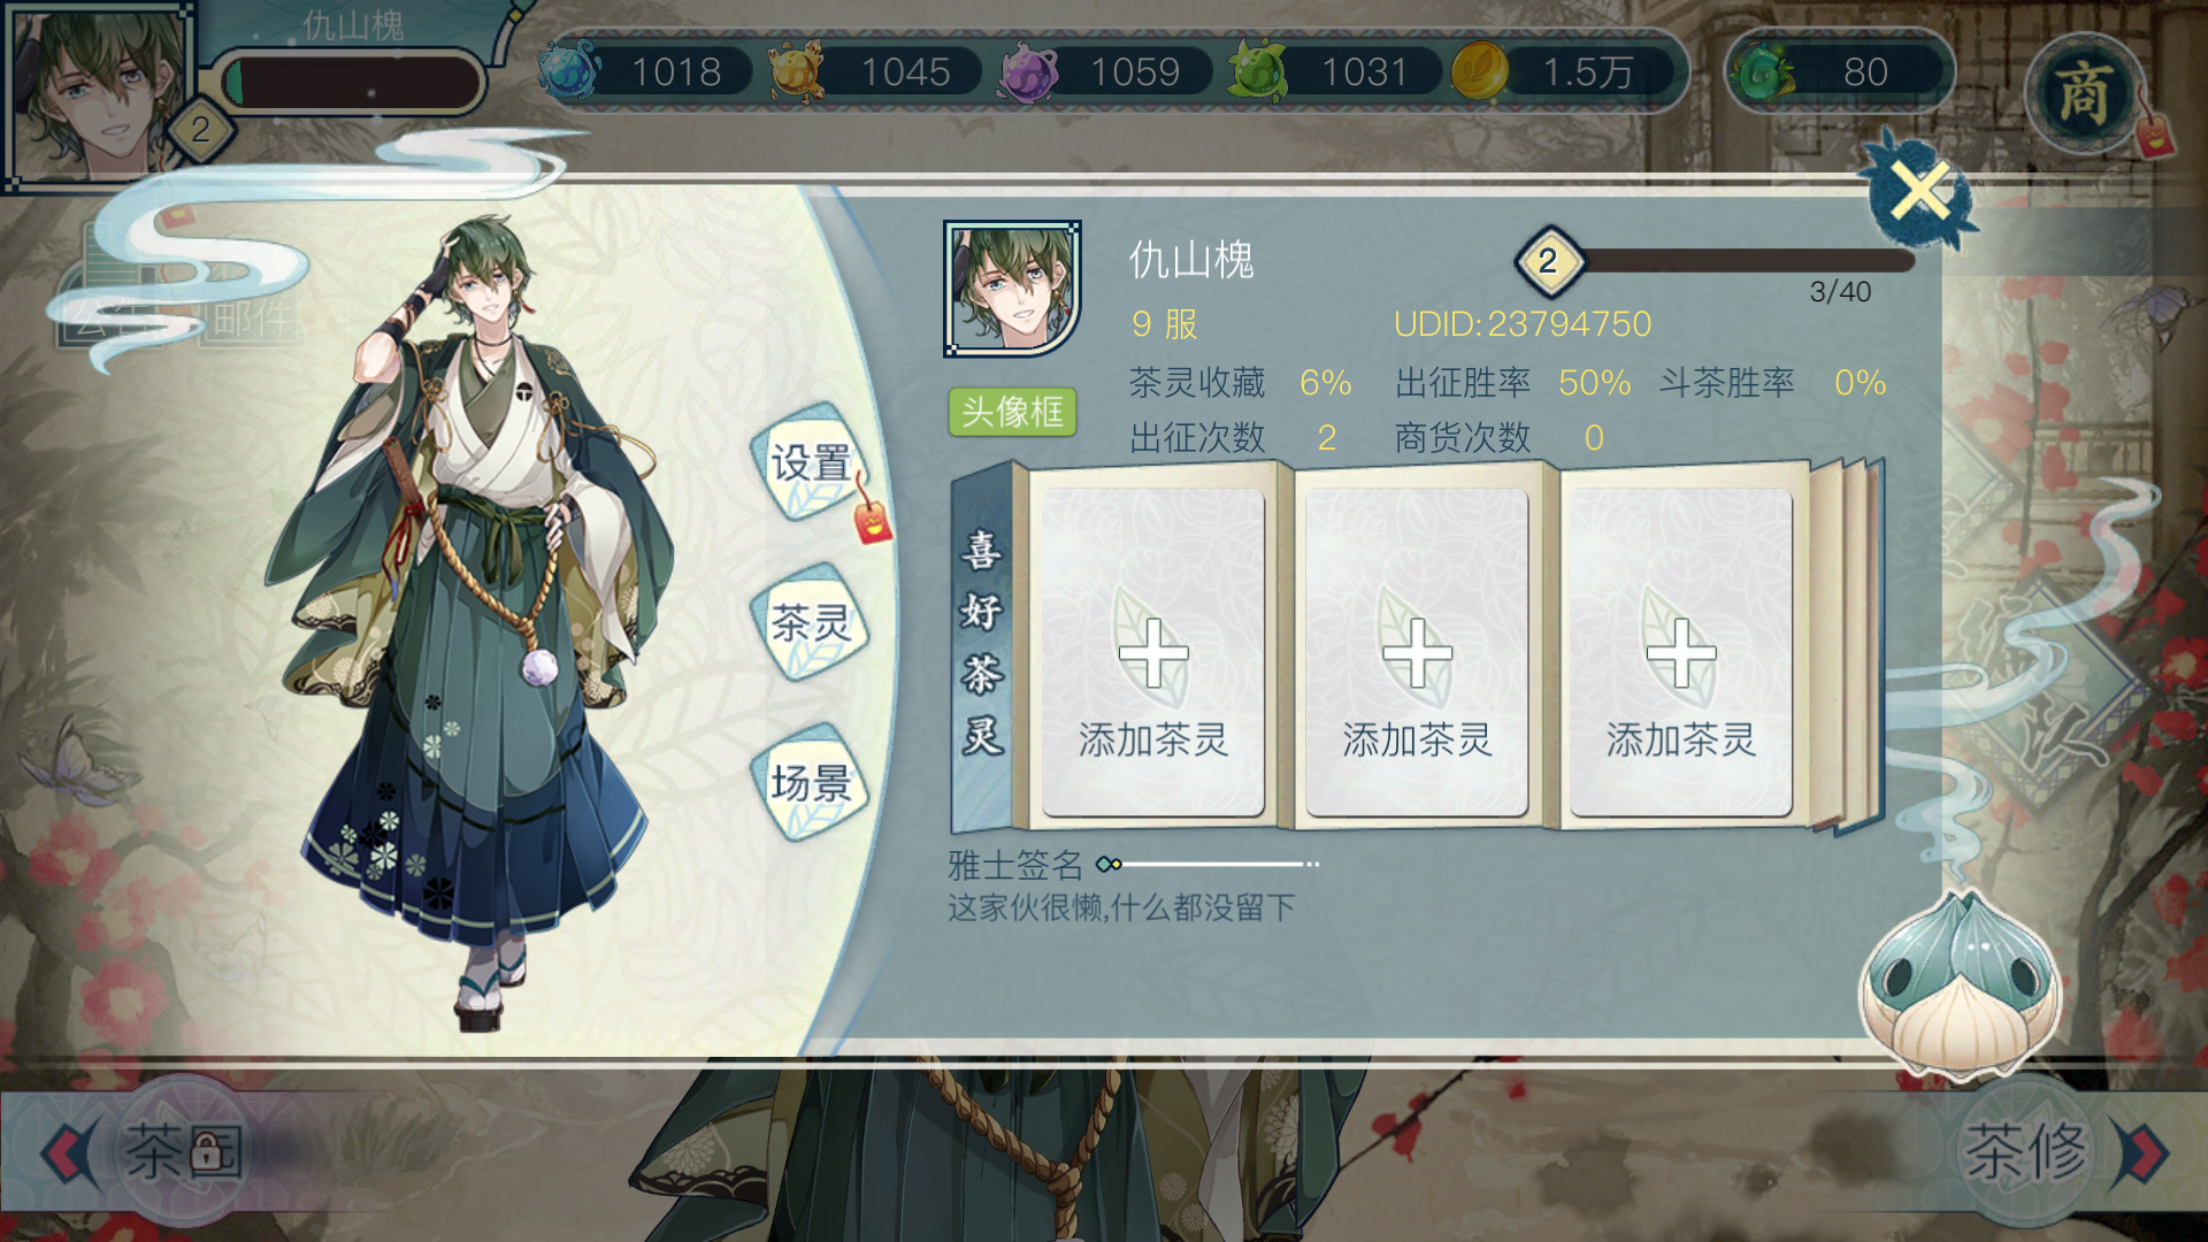 仇山槐
2
1018
1045
1059
1031
1.5万
80
商
公告
邮件
仇山槐
2
3/40
9 服
UDID:23794750
茶灵收藏 6%
出征胜率 50%
斗茶胜率 0%
头像框
出征次数 2
商货次数 0
设置
茶灵
场景
喜好茶灵
添加茶灵
添加茶灵
添加茶灵
雅士签名
这家伙很懒,什么都没留下
茶园
茶修